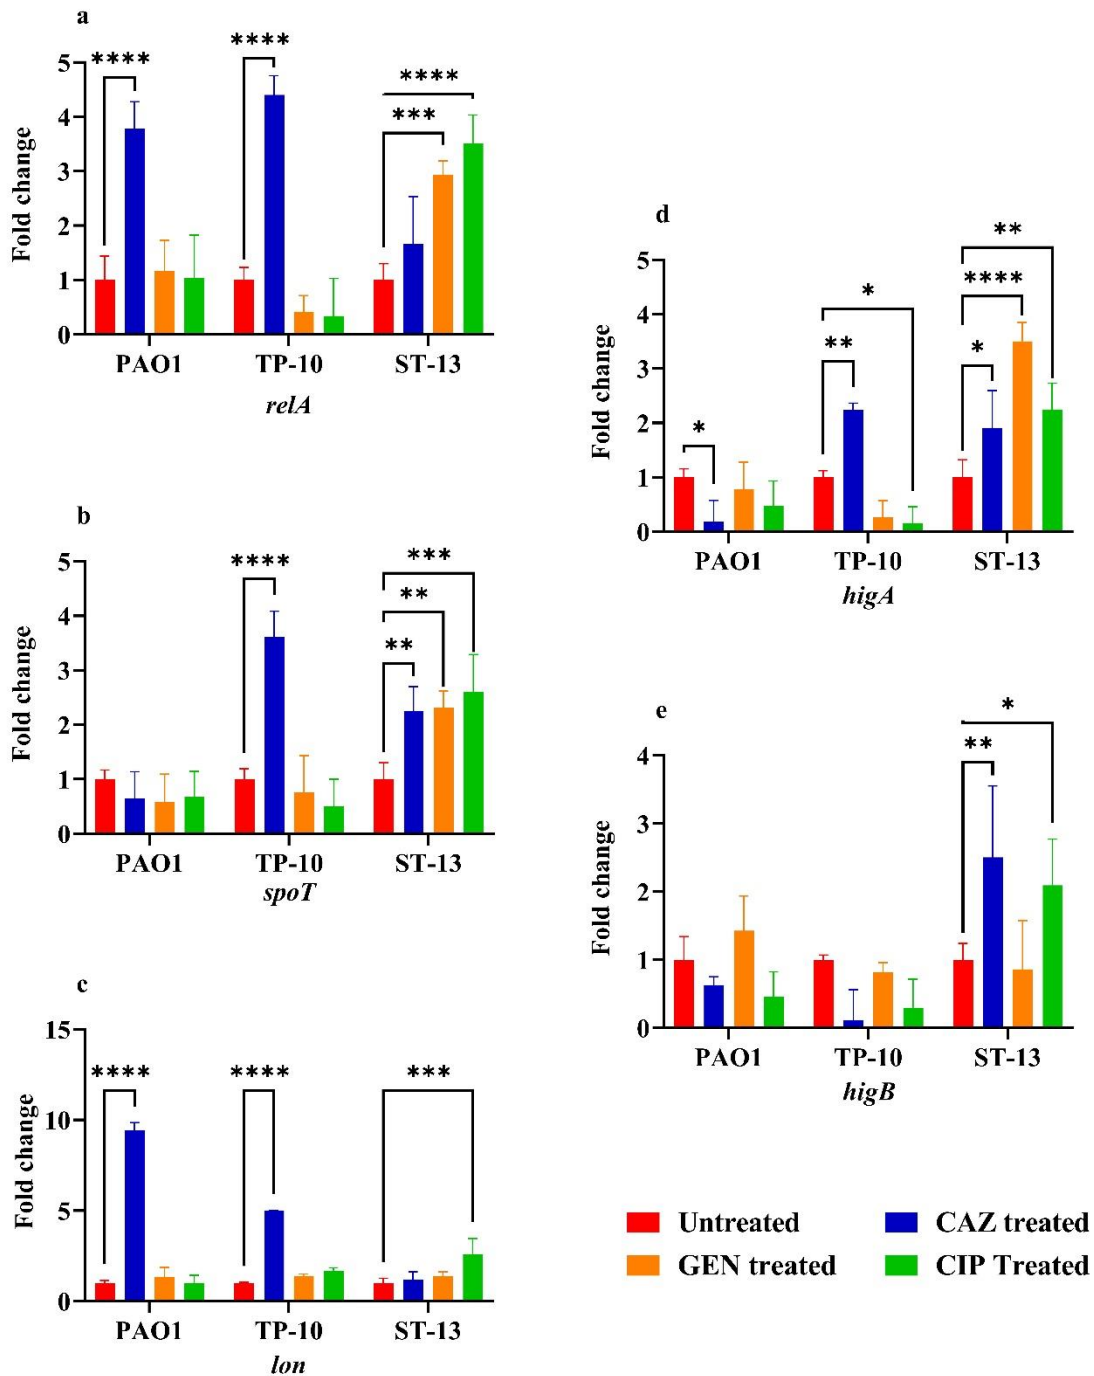 a
****
****
****
***
5
4
3
2
1
0
Fold change
PAO1 TP-10 ST-13
relA
b
****
***
**
**
5
4
3
2
1
0
Fold change
PAO1 TP-10 ST-13
spoT
c
****
****
***
15
10
5
0
Fold change
PAO1 TP-10 ST-13
lon
d
**
****
*
*
**
*
5
4
3
2
1
0
Fold change
PAO1 TP-10 ST-13
higA
e
*
**
4
3
2
1
0
Fold change
PAO1 TP-10 ST-13
higB
Untreated CAZ treated
GEN treated CIP Treated